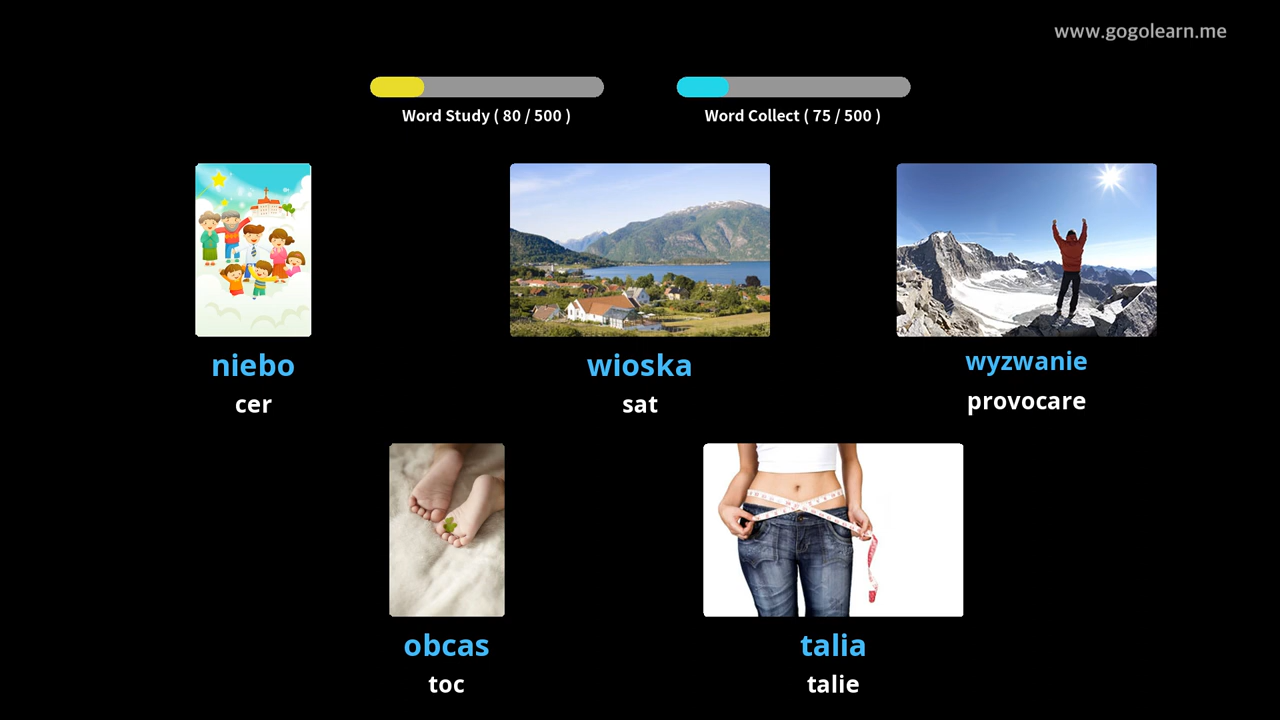 www.gogolearn.me
Word Study ( 80 / 500 )
Word Collect ( 75 / 500 )
niebo
cer
wioska
sat
wyzwanie
provocare
obcas
toc
talia
talie